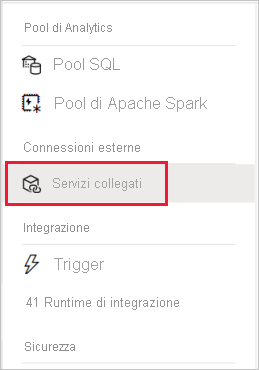 Pool di Analytics
Pool SQL
Pool di Apache Spark
Connessioni esterne
Servizi collegati
Integrazione
Trigger
41 Runtime di integrazione
Sicurezza